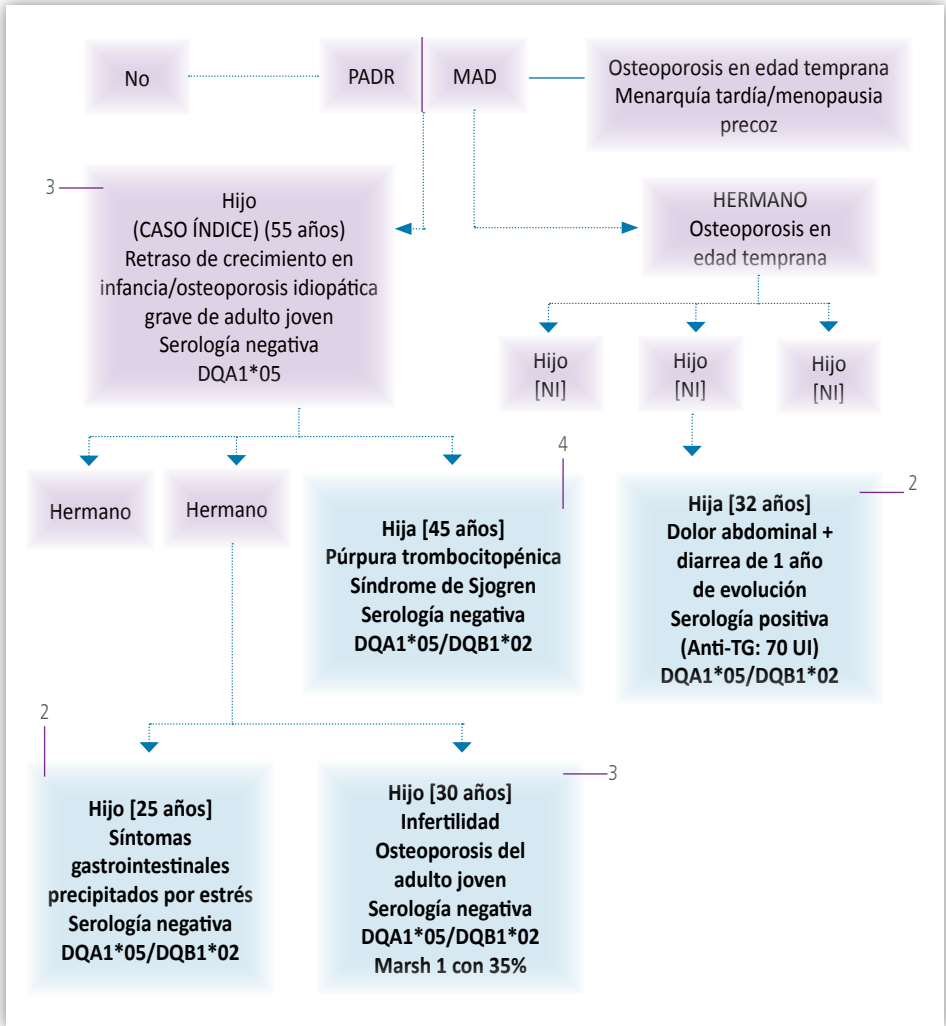 No
PADR
MAD
Osteoporosis en edad temprana
Menarquía tardía/menopausia
precoz
3
Hijo
(CASO ÍNDICE) (55 años)
Retraso de crecimiento en
infancia/osteoporosis idiopática
grave de adulto joven
Serología negativa
DQA1*05
HERMANO
Osteoporosis en
edad temprana
Hijo
[NI]
Hijo
[NI]
Hijo
[NI]
Hermano
Hermano
4
Hija [45 años]
Púrpura trombocitopénica
Síndrome de Sjogren
Serología negativa
DQA1*05/DQB1*02
2
Hija [32 años]
Dolor abdominal +
diarrea de 1 año
de evolución
Serología positiva
(Anti-TG: 70 UI)
DQA1*05/DQB1*02
2
Hijo [25 años]
Síntomas
gastrointestinales
precipitados por estrés
Serología negativa
DQA1*05/DQB1*02
3
Hijo [30 años]
Infertilidad
Osteoporosis del
adulto joven
Serología negativa
DQA1*05/DQB1*02
Marsh 1 con 35%